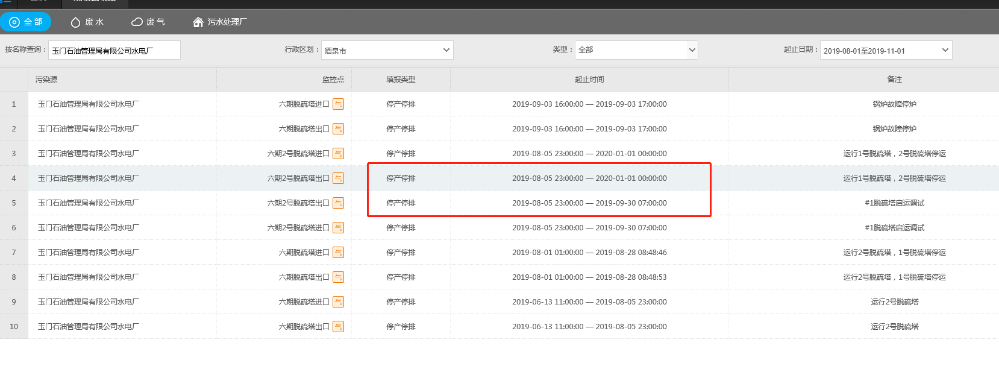 全部 废水 废气 污水处理厂
按名称查询： 玉门石油管理局有限公司水电厂 行政区划： 酒泉市 类型： 全部 起止日期： 2019-08-01至2019-11-01
污染源 监控点 填报类型 起止时间 备注
1 玉门石油管理局有限公司水电厂 六期脱硫塔进口 气 停产停排 2019-09-03 16:00:00 — 2019-09-03 17:00:00 锅炉故障停炉
2 玉门石油管理局有限公司水电厂 六期脱硫塔出口 气 停产停排 2019-09-03 16:00:00 — 2019-09-03 17:00:00 锅炉故障停炉
3 玉门石油管理局有限公司水电厂 六期2号脱硫塔进口 气 停产停排 2019-08-05 23:00:00 — 2020-01-01 00:00:00 运行1号脱硫塔，2号脱硫塔停运
4 玉门石油管理局有限公司水电厂 六期2号脱硫塔出口 气 停产停排 2019-08-05 23:00:00 — 2020-01-01 00:00:00 运行1号脱硫塔，2号脱硫塔停运
5 玉门石油管理局有限公司水电厂 六期2号脱硫塔出口 气 停产停排 2019-08-05 23:00:00 — 2019-09-30 07:00:00 #1脱硫塔启运调试
6 玉门石油管理局有限公司水电厂 六期2号脱硫塔进口 气 停产停排 2019-08-05 23:00:00 — 2019-09-30 07:00:00 #1脱硫塔启运调试
7 玉门石油管理局有限公司水电厂 六期脱硫塔进口 气 停产停排 2019-08-01 01:00:00 — 2019-08-28 08:48:46 运行2号脱硫塔，1号脱硫塔停运
8 玉门石油管理局有限公司水电厂 六期脱硫塔出口 气 停产停排 2019-08-01 01:00:00 — 2019-08-28 08:48:53 运行2号脱硫塔，1号脱硫塔停运
9 玉门石油管理局有限公司水电厂 六期脱硫塔进口 气 停产停排 2019-06-13 11:00:00 — 2019-08-05 23:00:00 运行2号脱硫塔
10 玉门石油管理局有限公司水电厂 六期脱硫塔出口 气 停产停排 2019-06-13 11:00:00 — 2019-08-05 23:00:00 运行2号脱硫塔